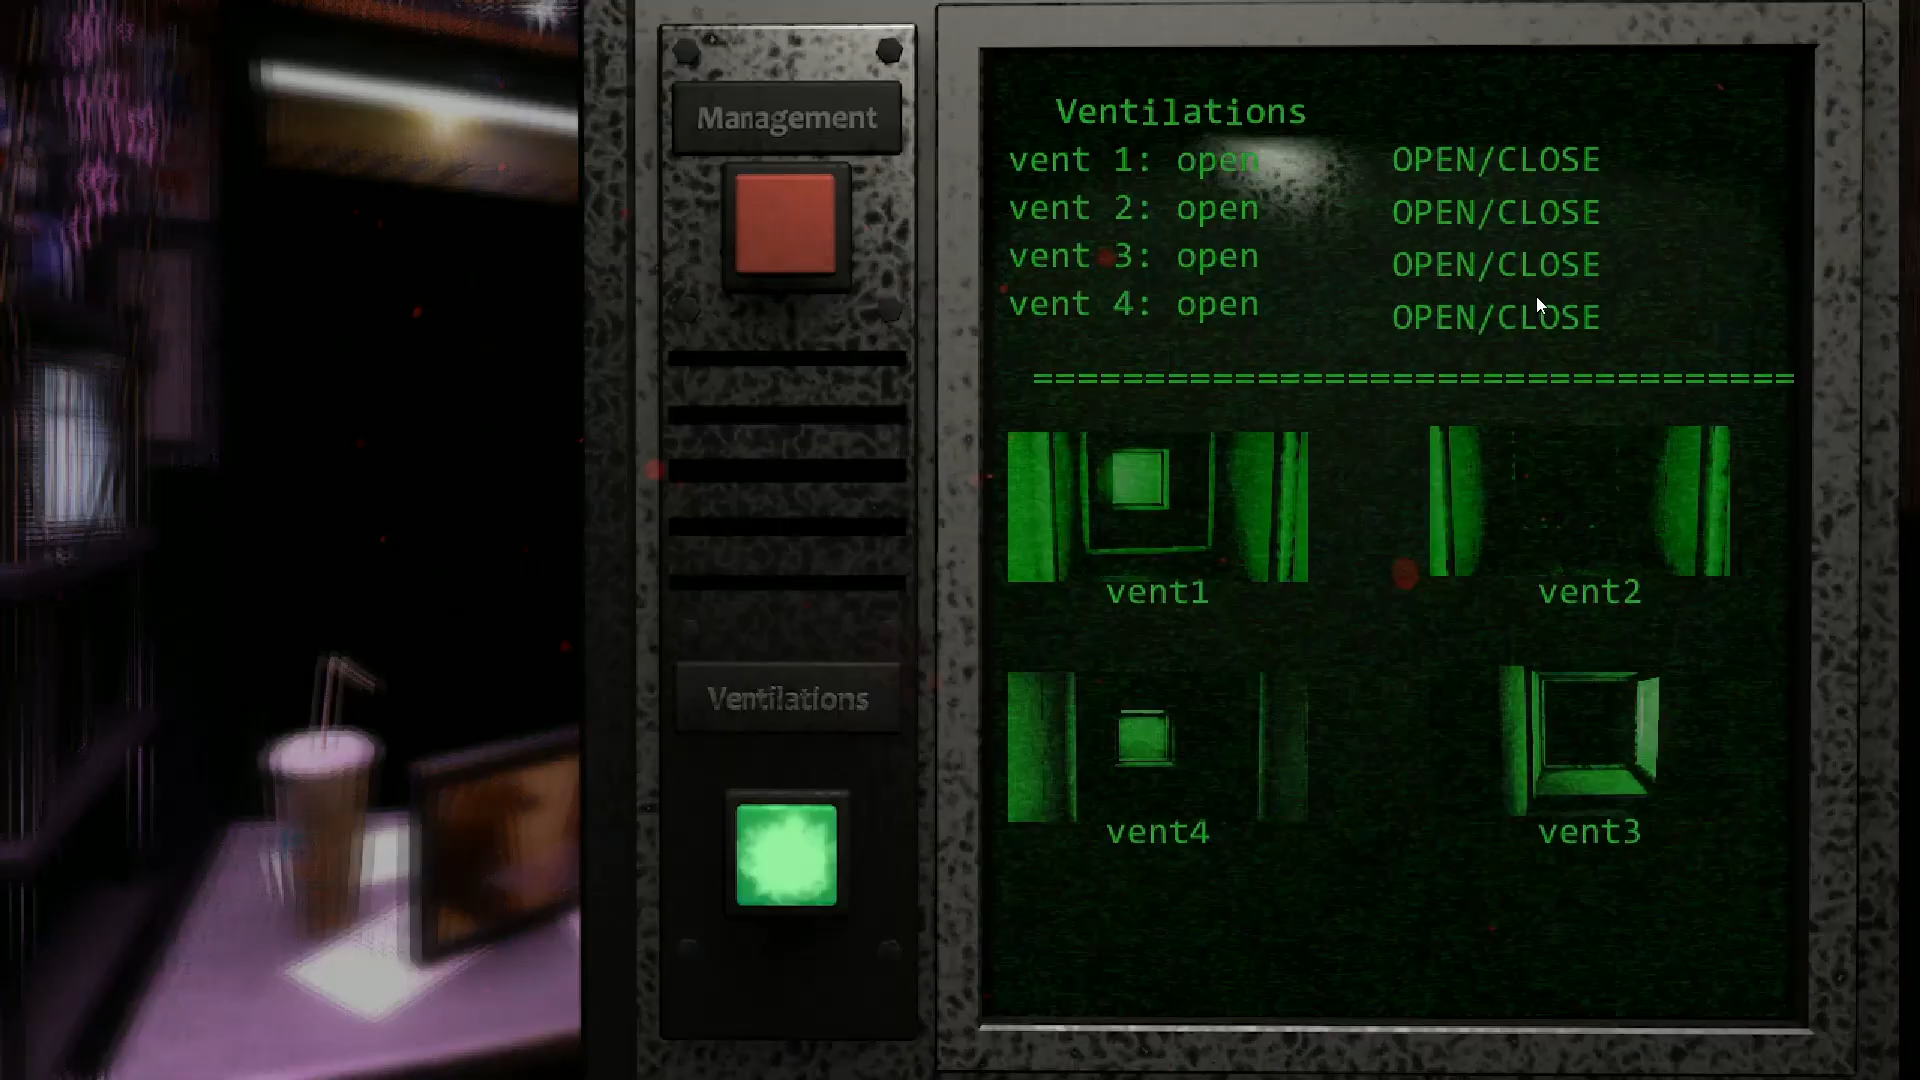 Management
Ventilations
Ventilations
vent 1: open OPEN/CLOSE
vent 2: open OPEN/CLOSE
vent 3: open OPEN/CLOSE
vent 4: open OPEN/CLOSE
==================================
vent1 vent2
vent4 vent3